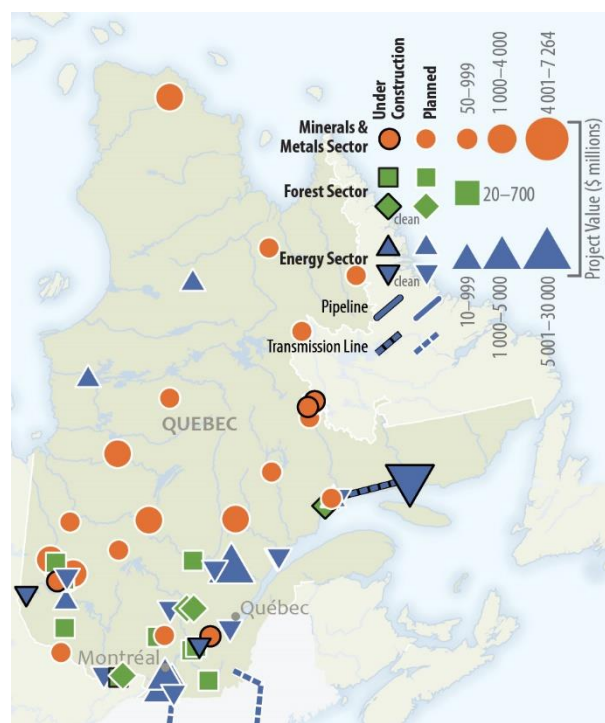 Under
Construction
Planned
50–999
1 000–4 000
4 001–7 264
Minerals &
Metals Sector
Forest Sector
clean
20–700
Energy Sector
clean
Pipeline
Transmission Line
10–999
1 000–5 000
5 001–30 000
Project Value ($ millions)
QUEBEC
Québec
Montréal